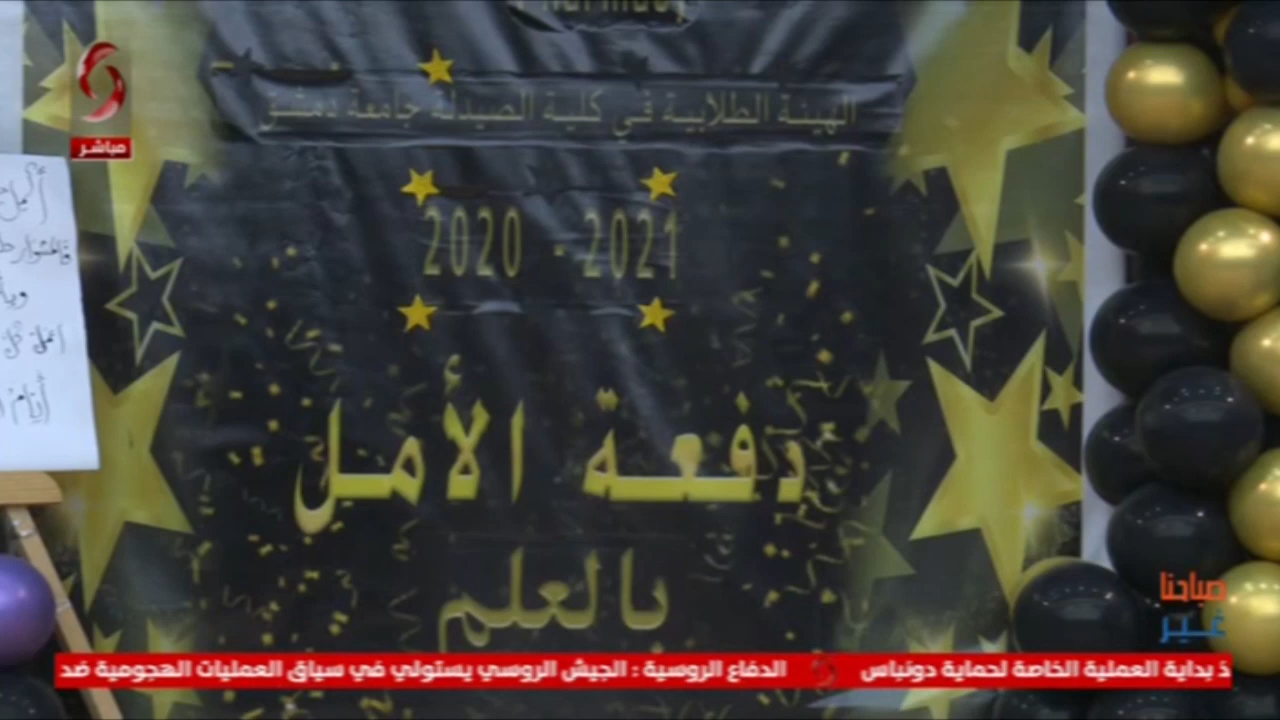 الهيئة الطلابية في كلية الصيدلة جامعة دمشق
2020 - 2021
دفعة الأمل
بالعلم
مباشر
صباحنا
غير
ذ بداية العملية الخاصة لحماية دونباس
الدفاع الروسية : الجيش الروسي يستولي في سياق العمليات الهجومية ضد